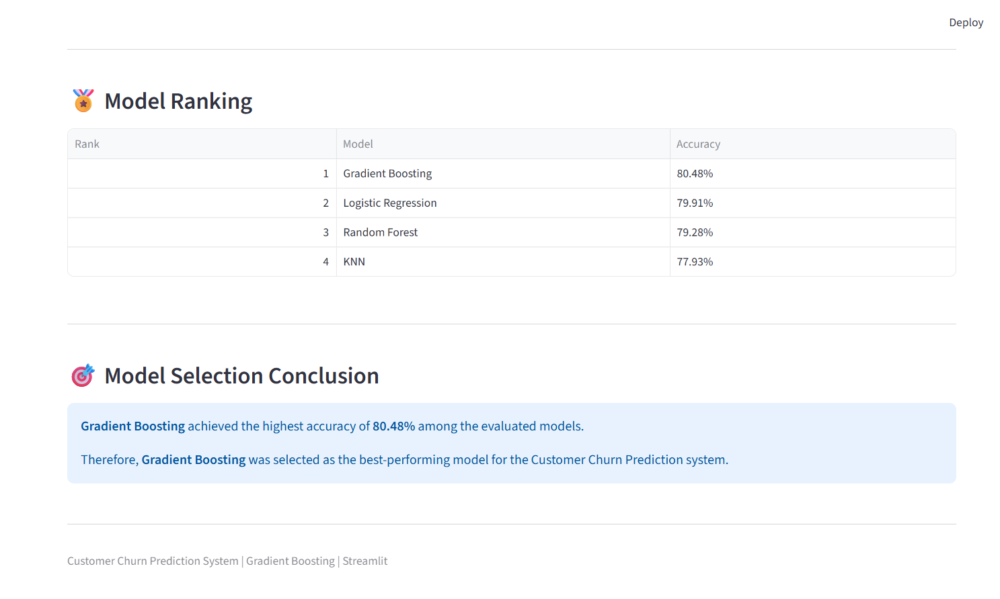 Deploy
Model Ranking
Rank Model Accuracy
1 Gradient Boosting 80.48%
2 Logistic Regression 79.91%
3 Random Forest 79.28%
4 KNN 77.93%
Model Selection Conclusion
Gradient Boosting achieved the highest accuracy of 80.48% among the evaluated models.
Therefore, Gradient Boosting was selected as the best-performing model for the Customer Churn Prediction system.
Customer Churn Prediction System | Gradient Boosting | Streamlit